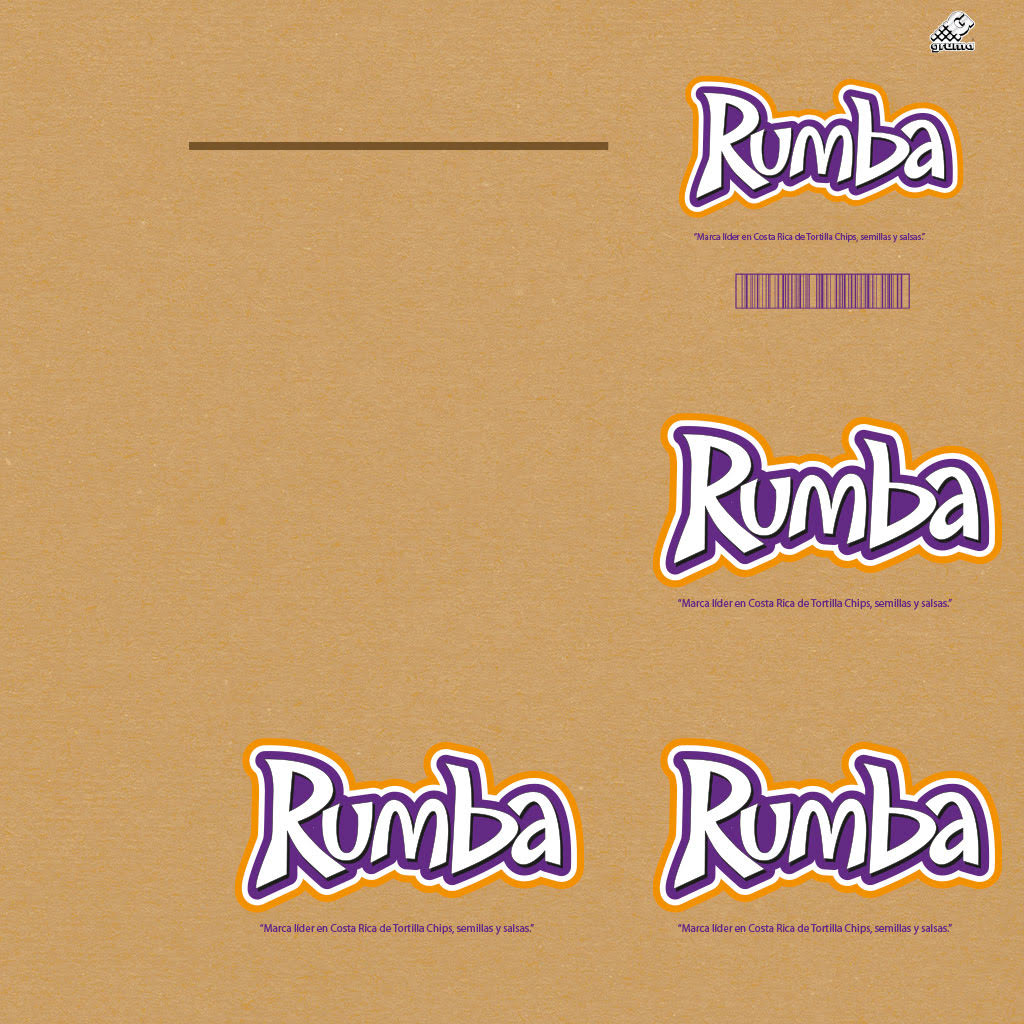 gruma
Rumba
“Marca líder en Costa Rica de Tortilla Chips, semillas y salsas.”
Rumba
“Marca líder en Costa Rica de Tortilla Chips, semillas y salsas.”
Rumba
“Marca líder en Costa Rica de Tortilla Chips, semillas y salsas.”
Rumba
“Marca líder en Costa Rica de Tortilla Chips, semillas y salsas.”